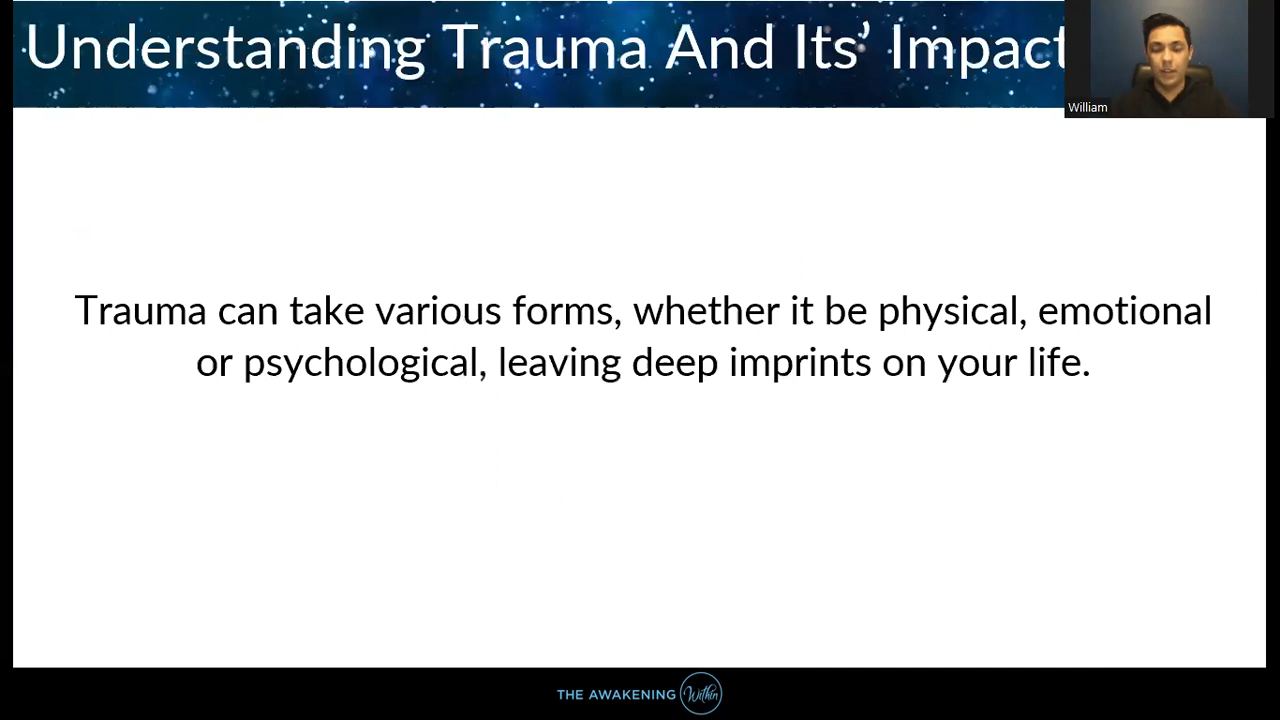 Understanding Trauma And Its’ Impact
William
Trauma can take various forms, whether it be physical, emotional
or psychological, leaving deep imprints on your life.
THE AWAKENING Within